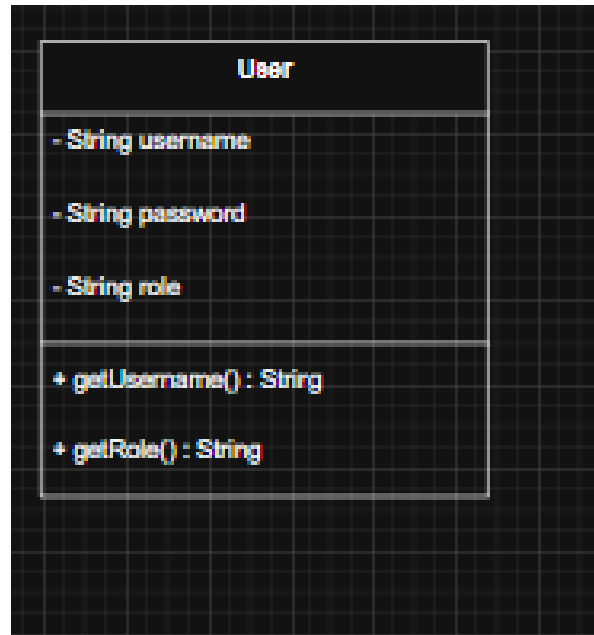 User
- String username
- String password
- String role
+ getUsername() : String
+ getRole() : String